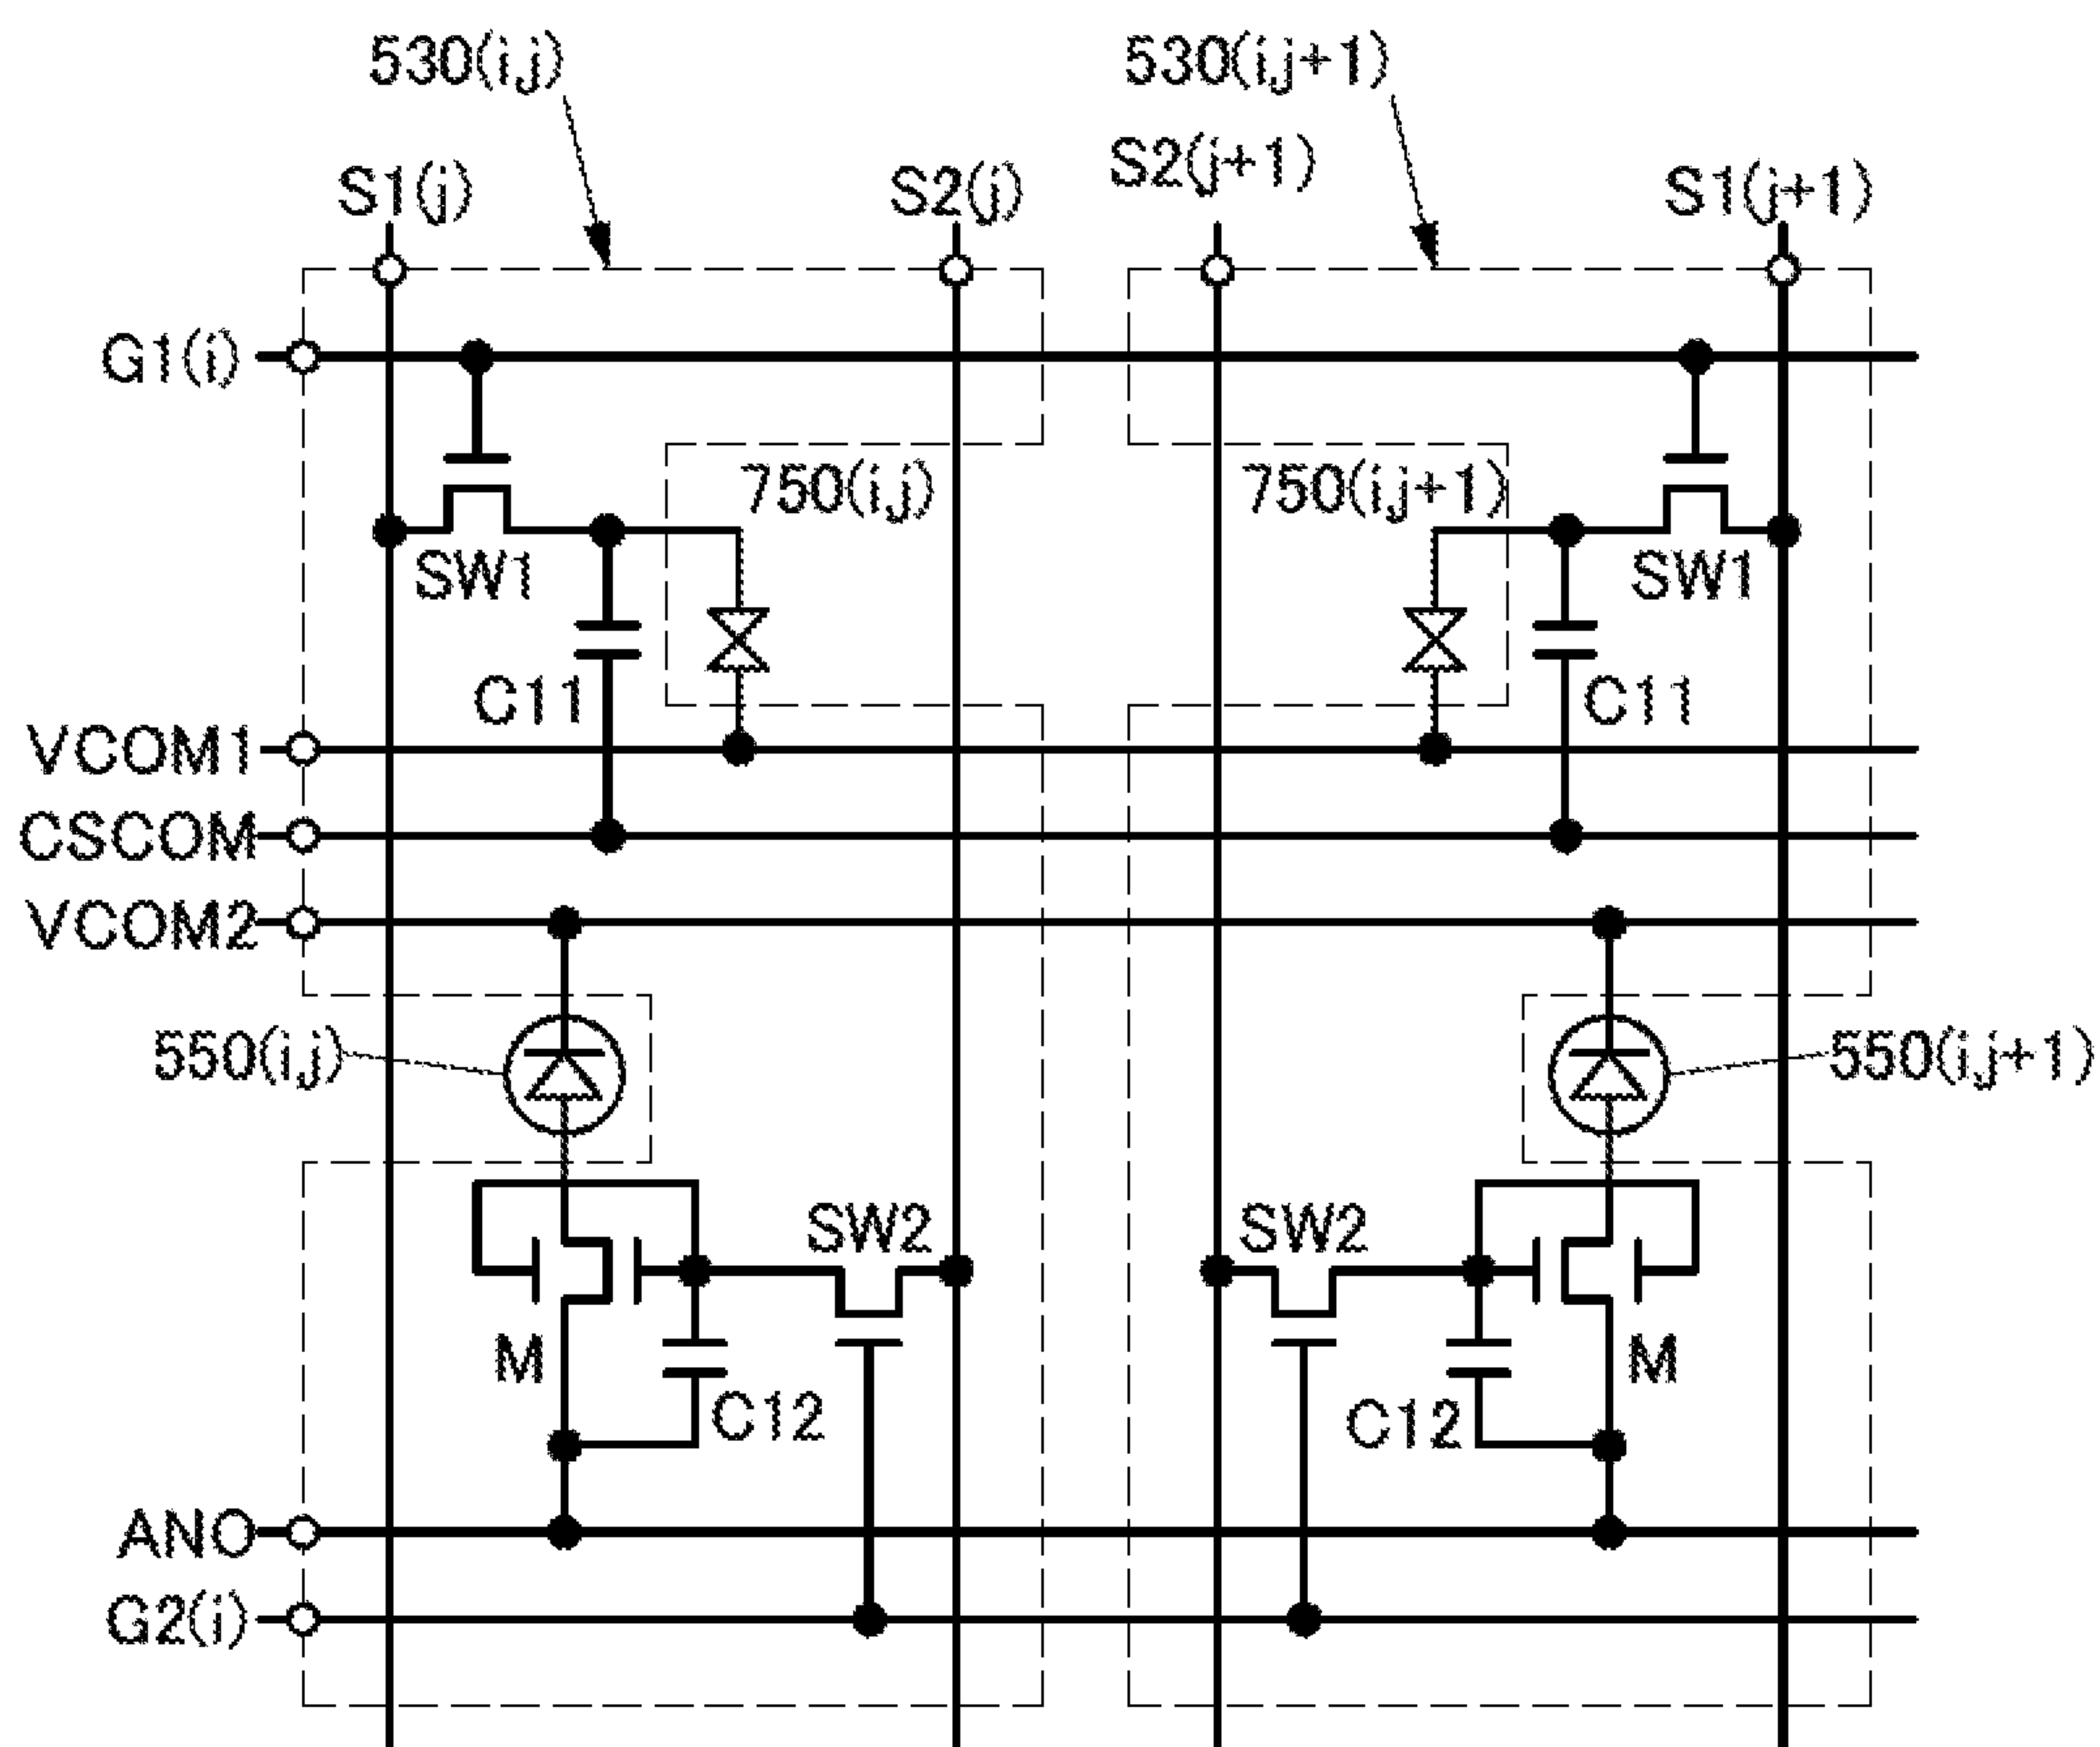 530(i,j)
530(i,j+1)
S1(j)
S2(j)
S2(j+1)
S1(j+1)
G1(i)
750(i,j)
750(i,j+1)
SW1
SW1
C11
C11
VCOM1
CSCOM
VCOM2
550(i,j)
550(i,j+1)
SW2
SW2
M
M
C12
C12
ANO
G2(i)